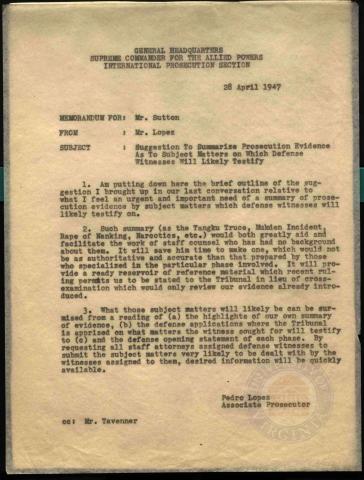 GENERAL HEADQUARTERS
SUPREME COMMANDER FOR THE ALLIED POWERS
INTERNATIONAL PROSECUTION SECTION
28 April 1947
MEMORANDUM FOR: Mr. Sutton
FROM : Mr. Lopez
SUBJECT : Suggestion To Summarize Prosecution Evidence
As To Subject Matters on Which Defense
Witnesses Will Likely Testify
1. Am putting down here the brief outline of the sug-
gestion I brought up in our last conversation relative to
what I feel an urgent and important need of a summary of prose-
cution evidence by subject matters which defense witnesses will
likely testify on.
2. Such summary (as the Tangku Truce, Mukden Incident,
Rape of Nanking, Narcotics, etc.) would both greatly aid and
facilitate the work of staff counsel who has had no background
about them. It will save him time to make one, which would not
be as authoritative and accurate than that prepared by those
who specialized in the particular phase involved. It will pro-
vide a ready reservoir of reference material which recent rul-
ing permits us to be stated to the Tribunal in lieu of cross-
examination which would only review our evidence already intro-
duced.
3. What those subject matters will likely be can be sur-
mised from a reading of (a) the highlights of our own summary
of evidence, (b) the defense applications where the Tribunal
is apprised on what matters the witness sought for will testify
to (c) and the defense opening statement of each phase. By
requesting all staff attorneys assigned defense witnesses to
submit the subject matters very likely to be dealt with by the
witnesses assigned to them, desired information will be quickly
available.
Pedro Lopez
Associate Prosecutor
cc: Mr. Tavenner